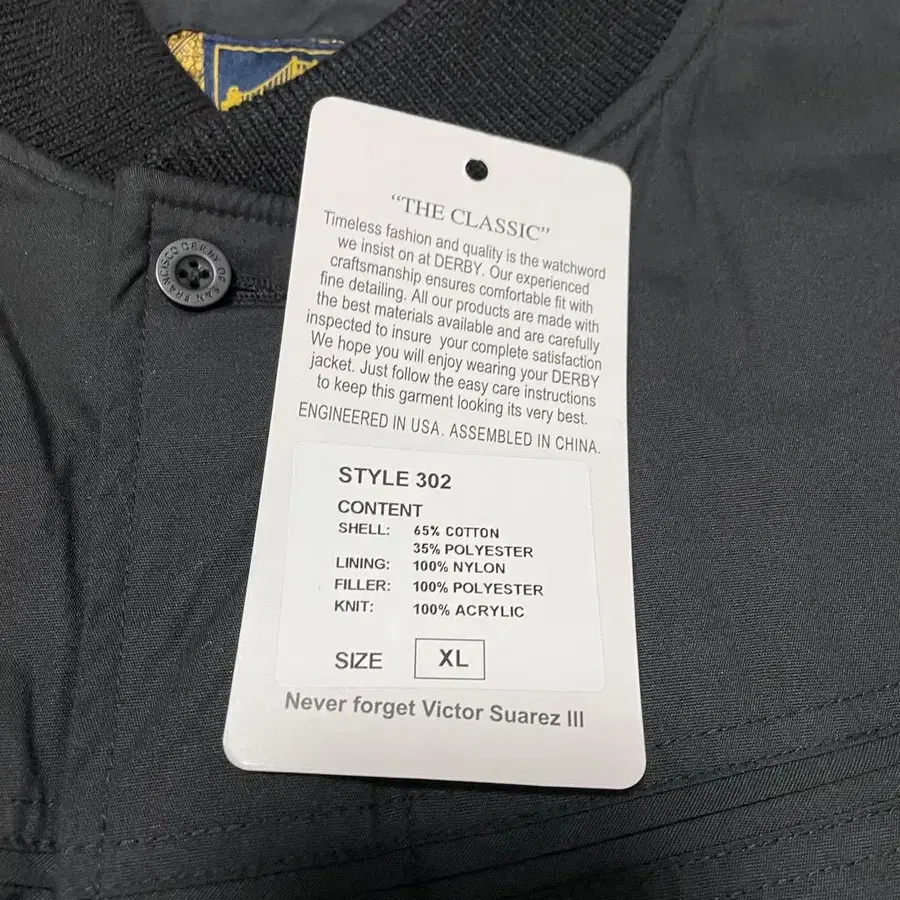 “THE CLASSIC”
Timeless fashion and quality is the watchword
we insist on at DERBY. Our experienced
craftsmanship ensures comfortable fit with
fine detailing. All our products are made with
the best materials available and are carefully
inspected to insure your complete satisfaction
We hope you will enjoy wearing your DERBY
jacket. Just follow the easy care instructions
to keep this garment looking its very best.
ENGINEERED IN USA. ASSEMBLED IN CHINA.
STYLE 302
CONTENT
SHELL: 65% COTTON
35% POLYESTER
LINING: 100% NYLON
FILLER: 100% POLYESTER
KNIT: 100% ACRYLIC
SIZE XL
Never forget Victor Suarez III
DERBY OF SAN FRANCISCO